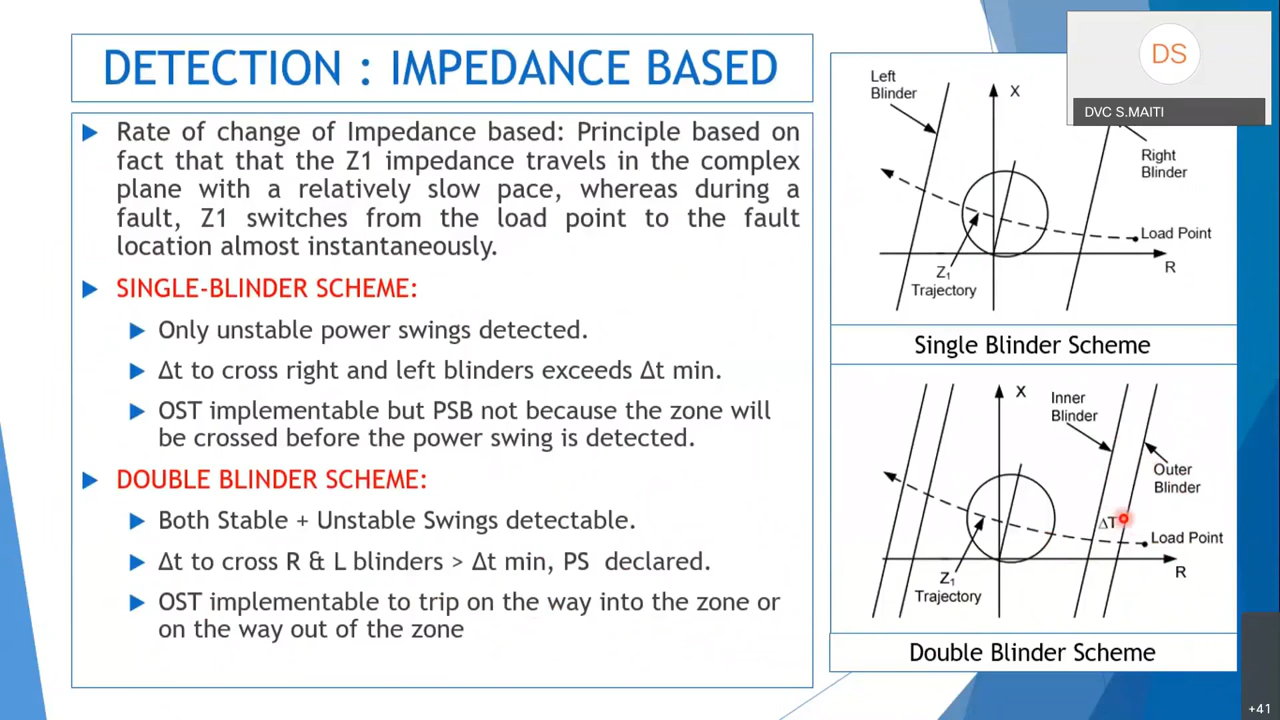 DETECTION : IMPEDANCE BASED
Rate of change of Impedance based: Principle based on
fact that that the Z1 impedance travels in the complex
plane with a relatively slow pace, whereas during a
fault, Z1 switches from the load point to the fault
location almost instantaneously.
SINGLE-BLINDER SCHEME:
Only unstable power swings detected.
Δt to cross right and left blinders exceeds Δt min.
OST implementable but PSB not because the zone will
be crossed before the power swing is detected.
DOUBLE BLINDER SCHEME:
Both Stable + Unstable Swings detectable.
Δt to cross R & L blinders > Δt min, PS declared.
OST implementable to trip on the way into the zone or
on the way out of the zone
Left
Blinder
X
Right
Blinder
Load Point
R
Z1
Trajectory
Single Blinder Scheme
X
Inner
Blinder
Outer
Blinder
ΔT
Load Point
R
Z1
Trajectory
Double Blinder Scheme
DS
DVC S.MAITI
+41